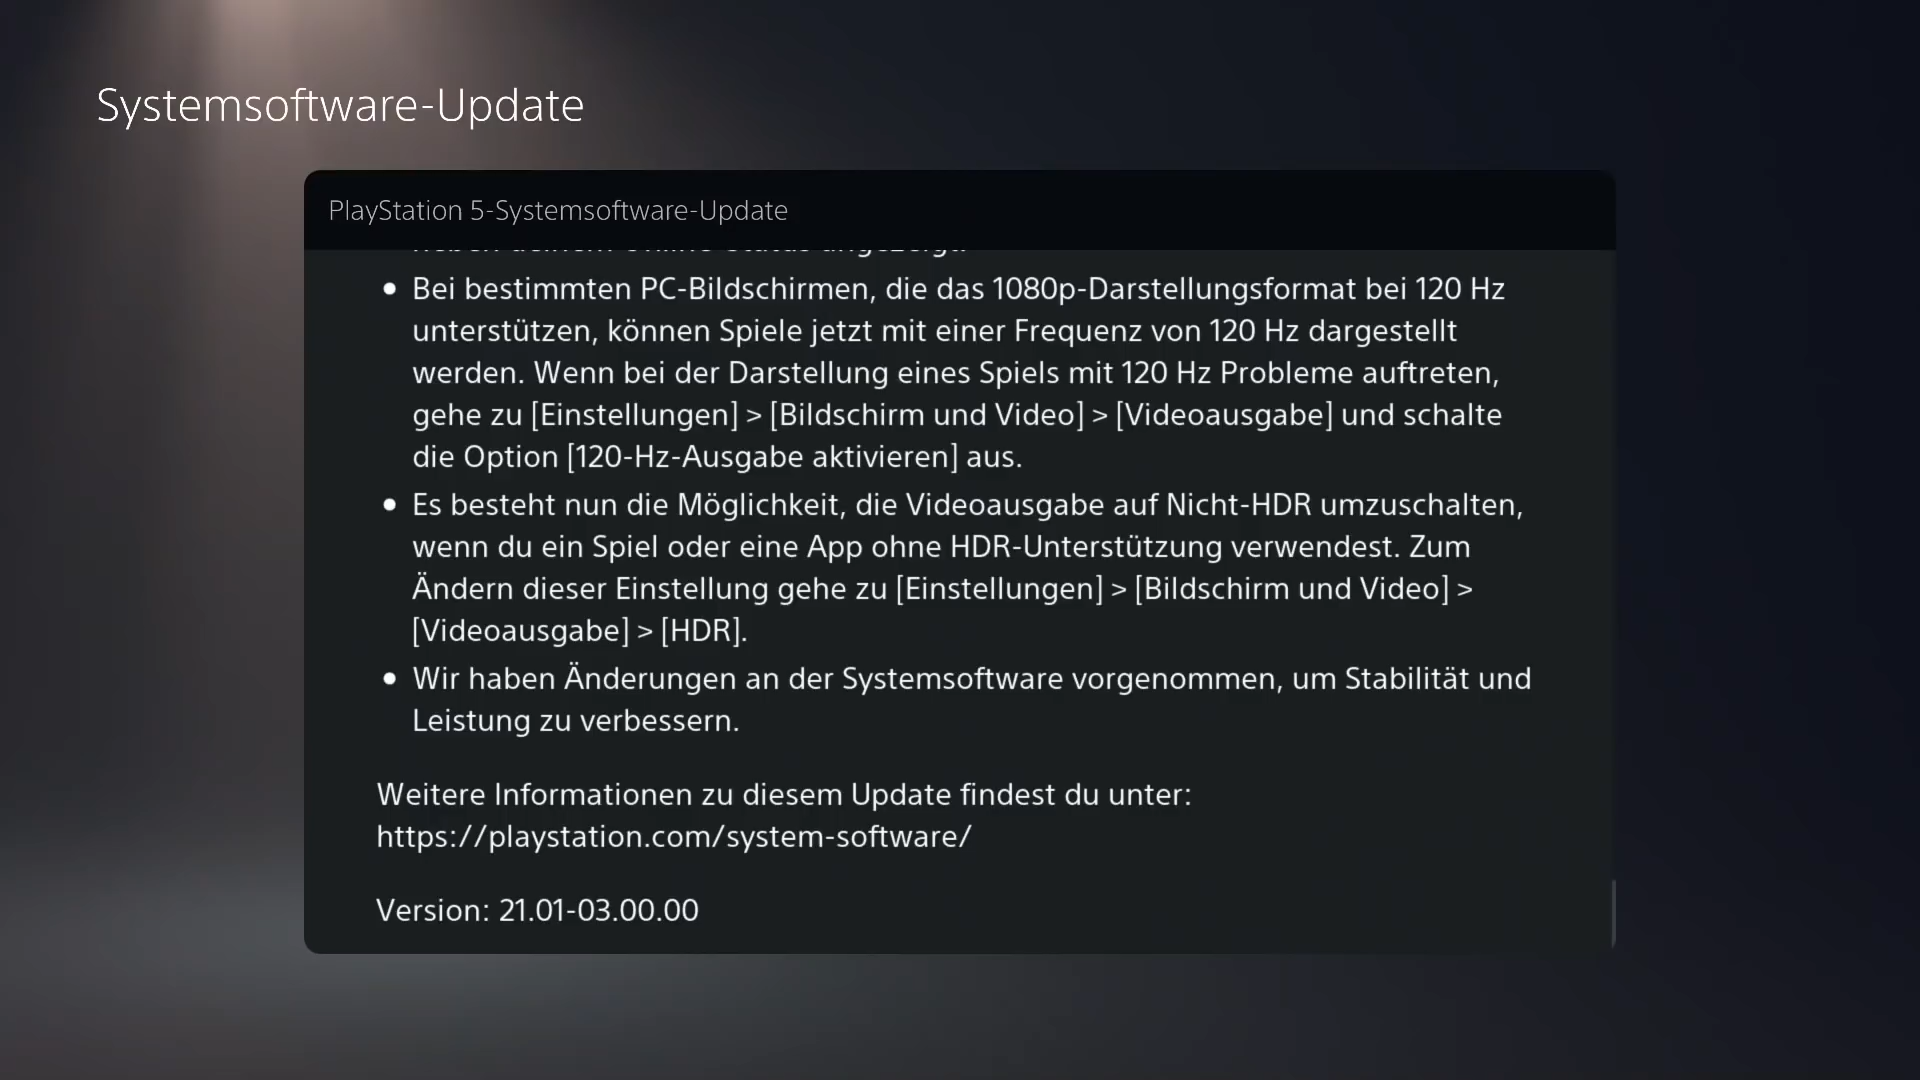 Systemsoftware-Update
PlayStation 5-Systemsoftware-Update
neben deinem Online-Status angezeigt.
• Bei bestimmten PC-Bildschirmen, die das 1080p-Darstellungsformat bei 120 Hz
unterstützen, können Spiele jetzt mit einer Frequenz von 120 Hz dargestellt
werden. Wenn bei der Darstellung eines Spiels mit 120 Hz Probleme auftreten,
gehe zu [Einstellungen] > [Bildschirm und Video] > [Videoausgabe] und schalte
die Option [120-Hz-Ausgabe aktivieren] aus.
• Es besteht nun die Möglichkeit, die Videoausgabe auf Nicht-HDR umzuschalten,
wenn du ein Spiel oder eine App ohne HDR-Unterstützung verwendest. Zum
Ändern dieser Einstellung gehe zu [Einstellungen] > [Bildschirm und Video] >
[Videoausgabe] > [HDR].
• Wir haben Änderungen an der Systemsoftware vorgenommen, um Stabilität und
Leistung zu verbessern.
Weitere Informationen zu diesem Update findest du unter:
https://playstation.com/system-software/
Version: 21.01-03.00.00